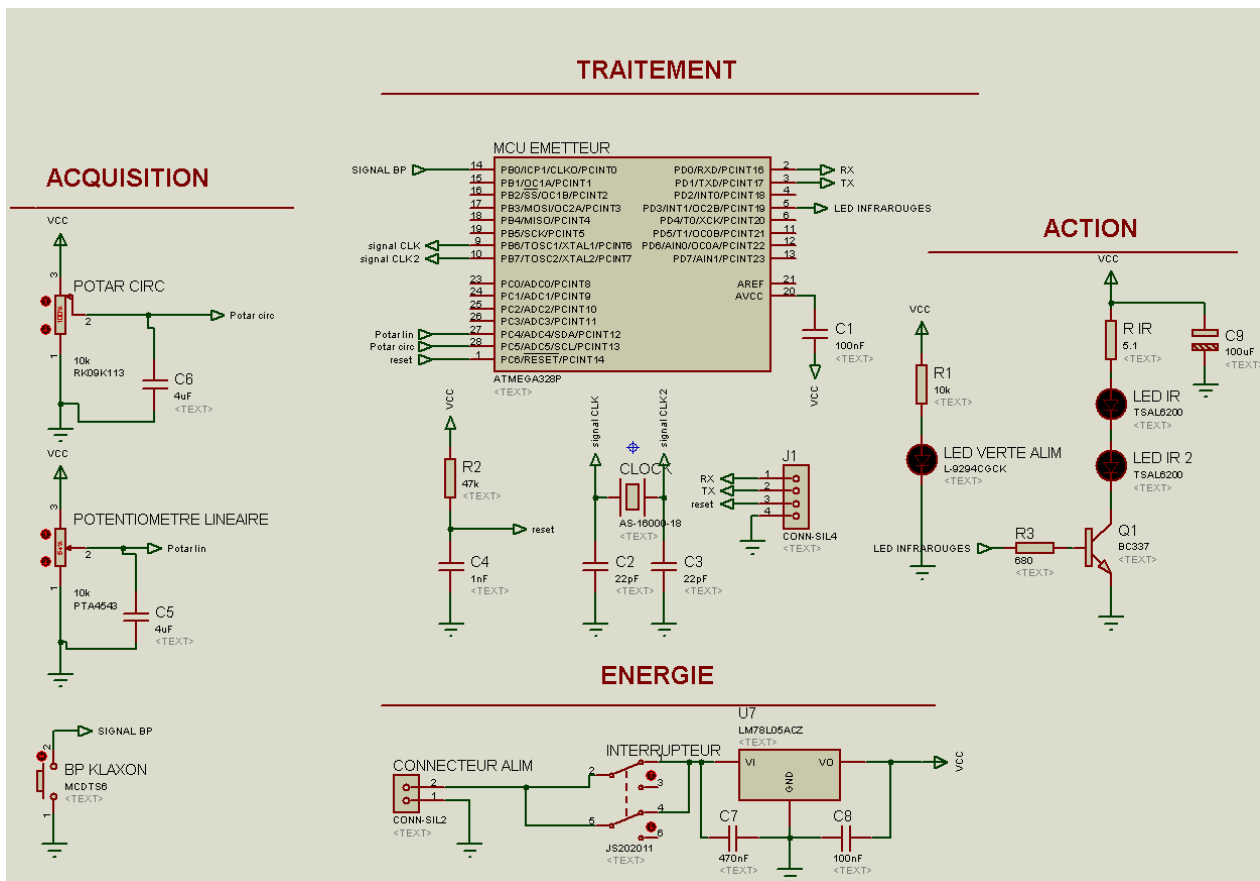 TRAITEMENT
MCU EMETTEUR
SIGNAL BP
14 PB0/ICP1/CLKO/PCINT0
15 PB1/OC1A/PCINT1
16 PB2/SS/OC1B/PCINT2
17 PB3/MOSI/OC2A/PCINT3
18 PB4/MISO/PCINT4
19 PB5/SCK/PCINT5
signal CLK 9 PB6/TOSC1/XTAL1/PCINT6
signal CLK2 10 PB7/TOSC2/XTAL2/PCINT7
23 PC0/ADC0/PCINT8
24 PC1/ADC1/PCINT9
25 PC2/ADC2/PCINT10
26 PC3/ADC3/PCINT11
Potar lin 27 PC4/ADC4/SDA/PCINT12
Potar circ 28 PC5/ADC5/SCL/PCINT13
reset 1 PC6/RESET/PCINT14
PD0/RXD/PCINT16 2 RX
PD1/TXD/PCINT17 3 TX
PD2/INT0/PCINT18 4
PD3/INT1/OC2B/PCINT19 5 LED INFRAROUGES
PD4/T0/XCK/PCINT20 6
PD5/T1/OC0B/PCINT21 11
PD6/AIN0/OC0A/PCINT22 12
PD7/AIN1/PCINT23 13
AREF 21
AVCC 20
ATMEGA328P
<TEXT>
C1
100nF
<TEXT>
VCC
ACQUISITION
VCC
3
POTAR CIRC
100%
2
Potar circ
1
10k
RK09K113
C6
4uF
<TEXT>
VCC
3
POTENTIOMETRE LINEAIRE
54%
2
Potar lin
1
10k
PTA4543
C5
4uF
<TEXT>
SIGNAL BP
2
BP KLAXON
MCDTS6
<TEXT>
1
VCC
R2
47k
<TEXT>
reset
C4
1nF
<TEXT>
signal CLK
signal CLK2
CLOCK
AS-16000-18
<TEXT>
C2
22pF
<TEXT>
C3
22pF
<TEXT>
J1
RX 1
TX 2
reset 3
4
CONN-SIL4
<TEXT>
ACTION
VCC
R1
10k
<TEXT>
LED VERTE ALIM
L-9294CGCK
<TEXT>
VCC
R IR
5.1
<TEXT>
C9
100uF
<TEXT>
LED IR
TSAL6200
<TEXT>
LED IR 2
TSAL6200
<TEXT>
LED INFRAROUGES
R3
680
<TEXT>
Q1
BC337
<TEXT>
ENERGIE
CONNECTEUR ALIM
2
1
CONN-SIL2
<TEXT>
INTERRUPTEUR
1
2
3
4
5
6
JS202011
<TEXT>
U7
LM78L05ACZ
<TEXT>
VI
VO
GND
VCC
C7
470nF
<TEXT>
C8
100nF
<TEXT>